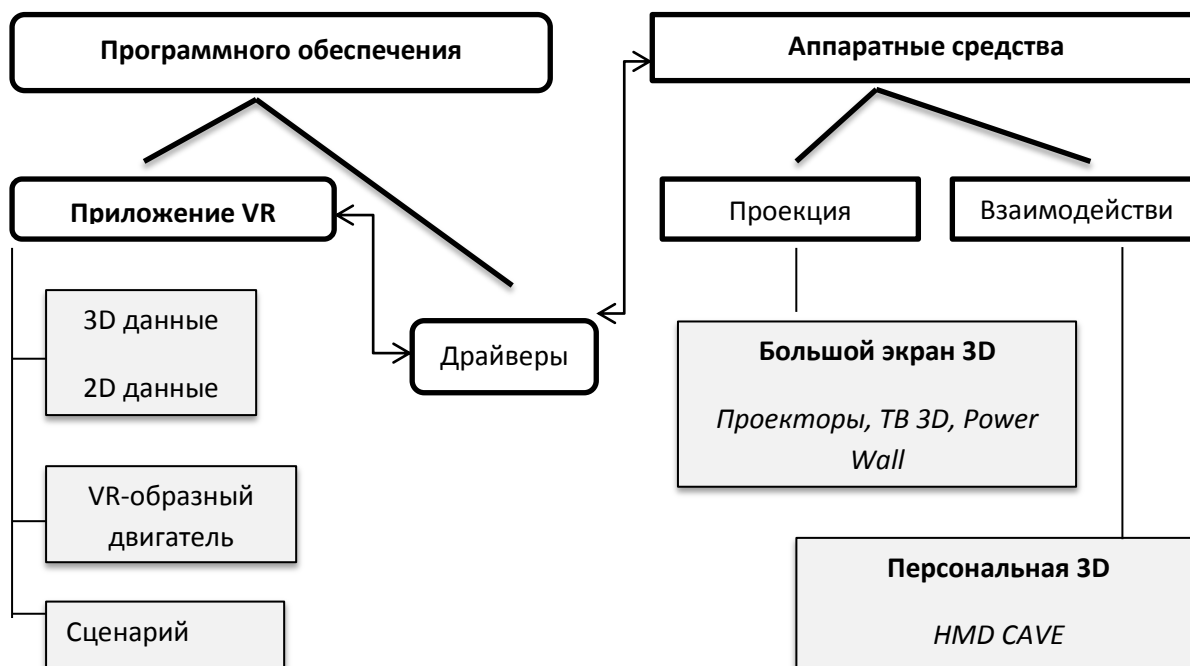 Программного обеспечения
Аппаратные средства
Приложение VR
Проекция
Взаимодействи
3D данные
2D данные
Драйверы
Большой экран 3D
Проекторы, ТВ 3D, Power
Wall
VR-образный
двигатель
Персональная 3D
HMD CAVE
Сценарий